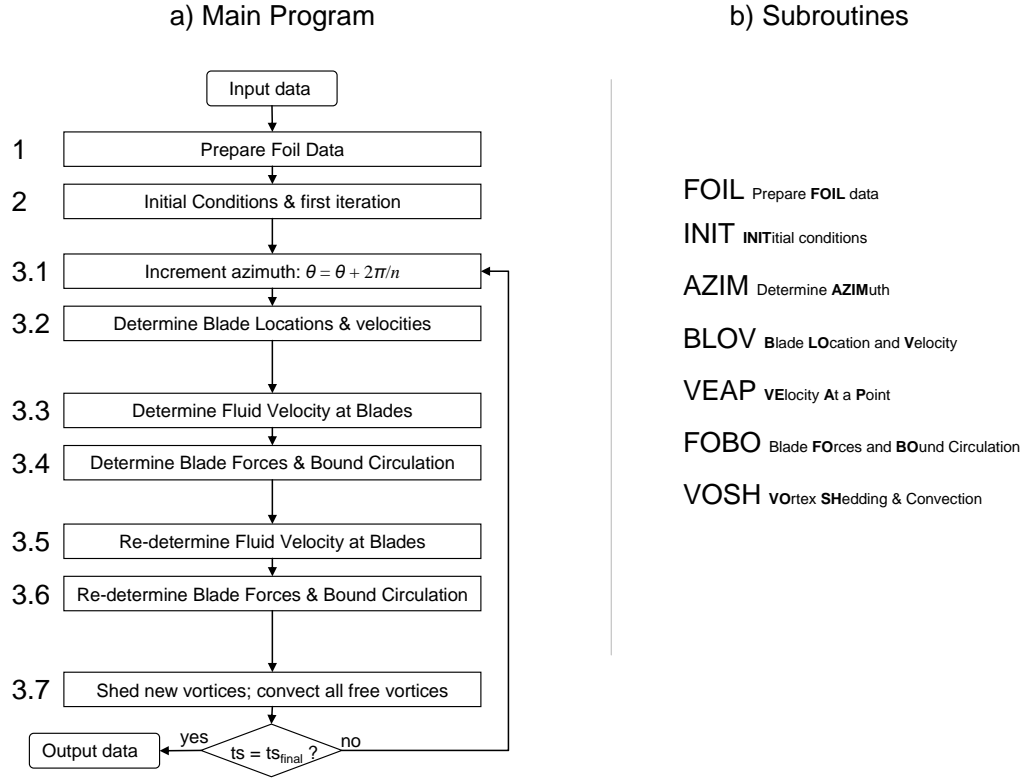 a) Main Program
b) Subroutines
Input data
1 Prepare Foil Data
2 Initial Conditions & first iteration
3.1 Increment azimuth: θ = θ + 2π/n
3.2 Determine Blade Locations & velocities
3.3 Determine Fluid Velocity at Blades
3.4 Determine Blade Forces & Bound Circulation
3.5 Re-determine Fluid Velocity at Blades
3.6 Re-determine Blade Forces & Bound Circulation
3.7 Shed new vortices; convect all free vortices
ts = ts_final ?
yes
no
Output data
FOIL Prepare FOIL data
INIT INITitial conditions
AZIM Determine AZIMuth
BLOV Blade LOcation and Velocity
VEAP VElocity At a Point
FOBO Blade FOrces and BOund Circulation
VOSH VOrtex SHedding & Convection